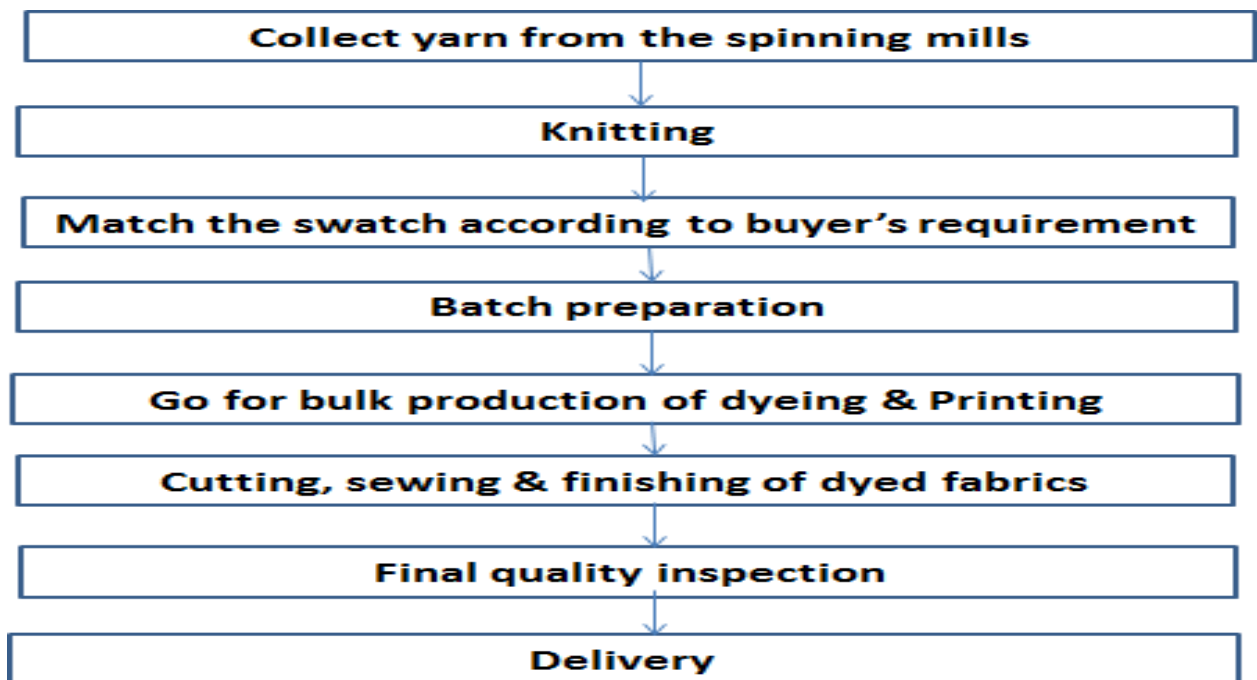 Collect yarn from the spinning mills
Knitting
Match the swatch according to buyer’s requirement
Batch preparation
Go for bulk production of dyeing & Printing
Cutting, sewing & finishing of dyed fabrics
Final quality inspection
Delivery